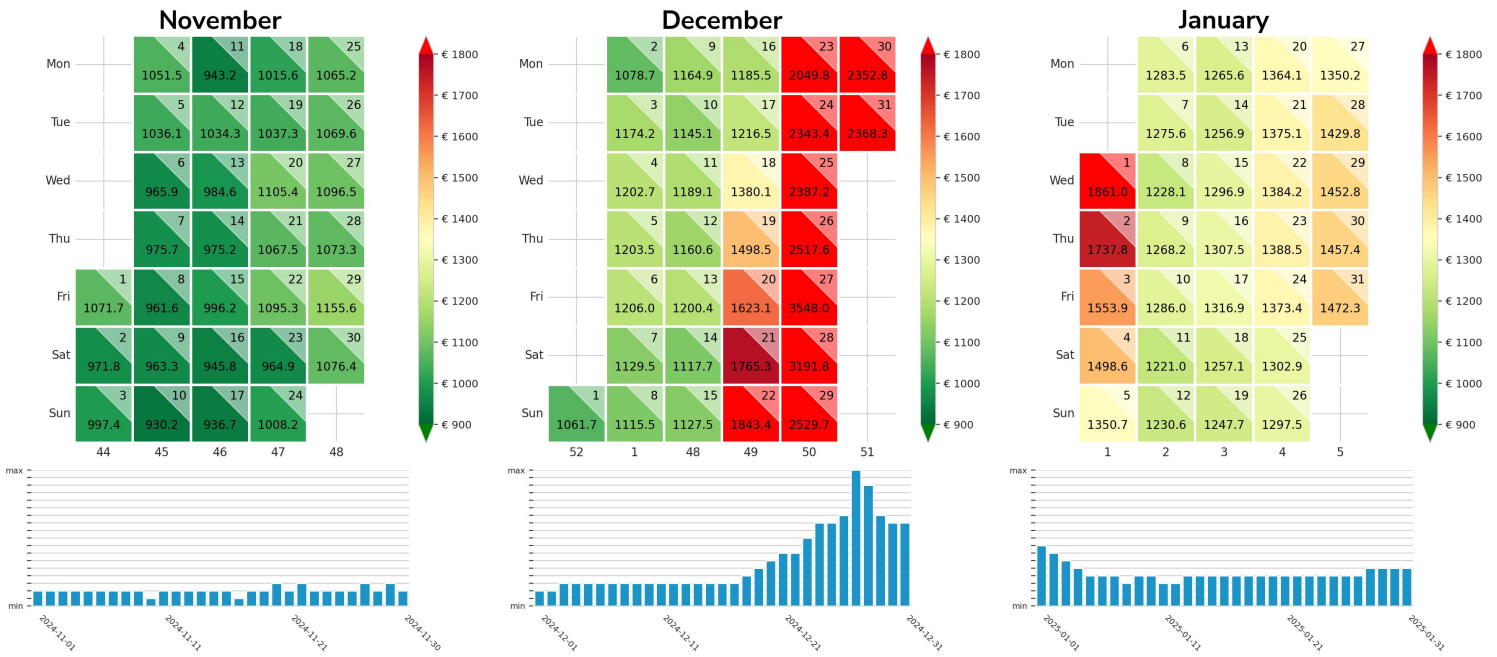 November
Mon 4 11 18 25
1051.5 943.2 1015.6 1065.2
Tue 5 12 19 26
1036.1 1034.3 1037.3 1069.6
Wed 6 13 20 27
965.9 984.6 1105.4 1096.5
Thu 7 14 21 28
975.7 975.2 1067.5 1073.3
Fri 1 8 15 22 29
1071.7 961.6 996.2 1095.3 1155.6
Sat 2 9 16 23 30
971.8 963.3 945.8 964.9 1076.4
Sun 3 10 17 24
997.4 930.2 936.7 1008.2
44 45 46 47 48
€ 1800
€ 1700
€ 1600
€ 1500
€ 1400
€ 1300
€ 1200
€ 1100
€ 1000
€ 900
max
min
2024-11-01 2024-11-11 2024-11-21 2024-11-30
December
Mon 2 9 16 23 30
1078.7 1164.9 1185.5 2049.8 2352.8
Tue 3 10 17 24 31
1174.2 1145.1 1216.5 2343.4 2368.3
Wed 4 11 18 25
1202.7 1189.1 1380.1 2387.2
Thu 5 12 19 26
1203.5 1160.6 1498.5 2517.6
Fri 6 13 20 27
1206.0 1200.4 1623.1 3548.0
Sat 7 14 21 28
1129.5 1117.7 1765.3 3191.8
Sun 1 8 15 22 29
1061.7 1115.5 1127.5 1843.4 2529.7
52 1 48 49 50 51
€ 1800
€ 1700
€ 1600
€ 1500
€ 1400
€ 1300
€ 1200
€ 1100
€ 1000
€ 900
max
min
2024-12-01 2024-12-11 2024-12-21 2024-12-31
January
Mon 6 13 20 27
1283.5 1265.6 1364.1 1350.2
Tue 7 14 21 28
1275.6 1256.9 1375.1 1429.8
Wed 1 8 15 22 29
1861.0 1228.1 1296.9 1384.2 1452.8
Thu 2 9 16 23 30
1737.8 1268.2 1307.5 1388.5 1457.4
Fri 3 10 17 24 31
1553.9 1286.0 1316.9 1373.4 1472.3
Sat 4 11 18 25
1498.6 1221.0 1257.1 1302.9
Sun 5 12 19 26
1350.7 1230.6 1247.7 1297.5
1 2 3 4 5
€ 1800
€ 1700
€ 1600
€ 1500
€ 1400
€ 1300
€ 1200
€ 1100
€ 1000
€ 900
max
min
2025-01-01 2025-01-11 2025-01-21 2025-01-31